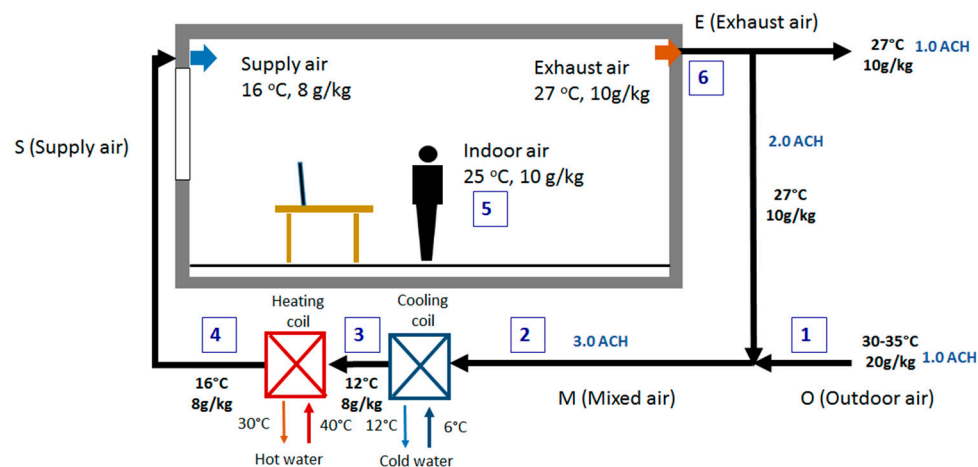 E (Exhaust air)
27°C
10g/kg
1.0 ACH
6
Supply air
16 °C, 8 g/kg
Exhaust air
27 °C, 10g/kg
S (Supply air)
Indoor air
25 °C, 10 g/kg
5
2.0 ACH
27°C
10g/kg
Heating
coil
Cooling
coil
4
3
2
3.0 ACH
1
30-35°C
20g/kg
1.0 ACH
16°C
8g/kg
12°C
8g/kg
M (Mixed air)
O (Outdoor air)
30°C
40°C
12°C
6°C
Hot water
Cold water